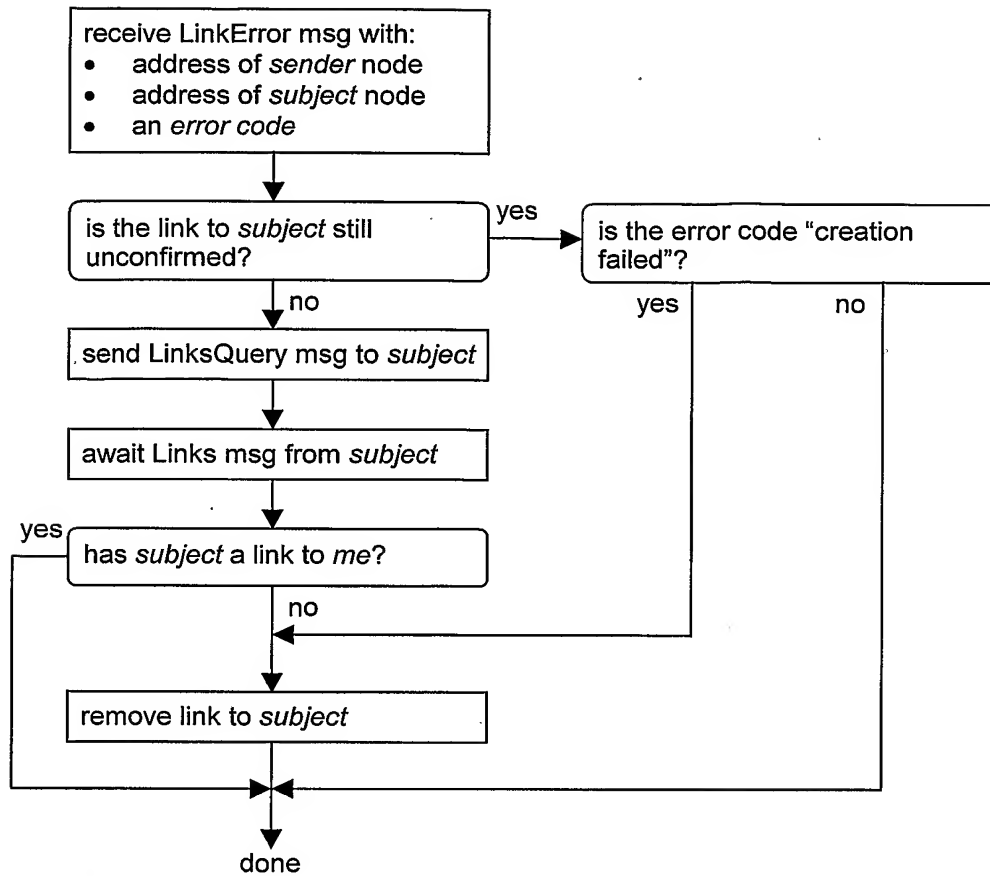 receive LinkError msg with:
• address of sender node
• address of subject node
• an error code
is the link to subject still
unconfirmed?
yes
is the error code “creation
failed”?
no
yes
no
send LinksQuery msg to subject
await Links msg from subject
yes
has subject a link to me?
no
remove link to subject
done